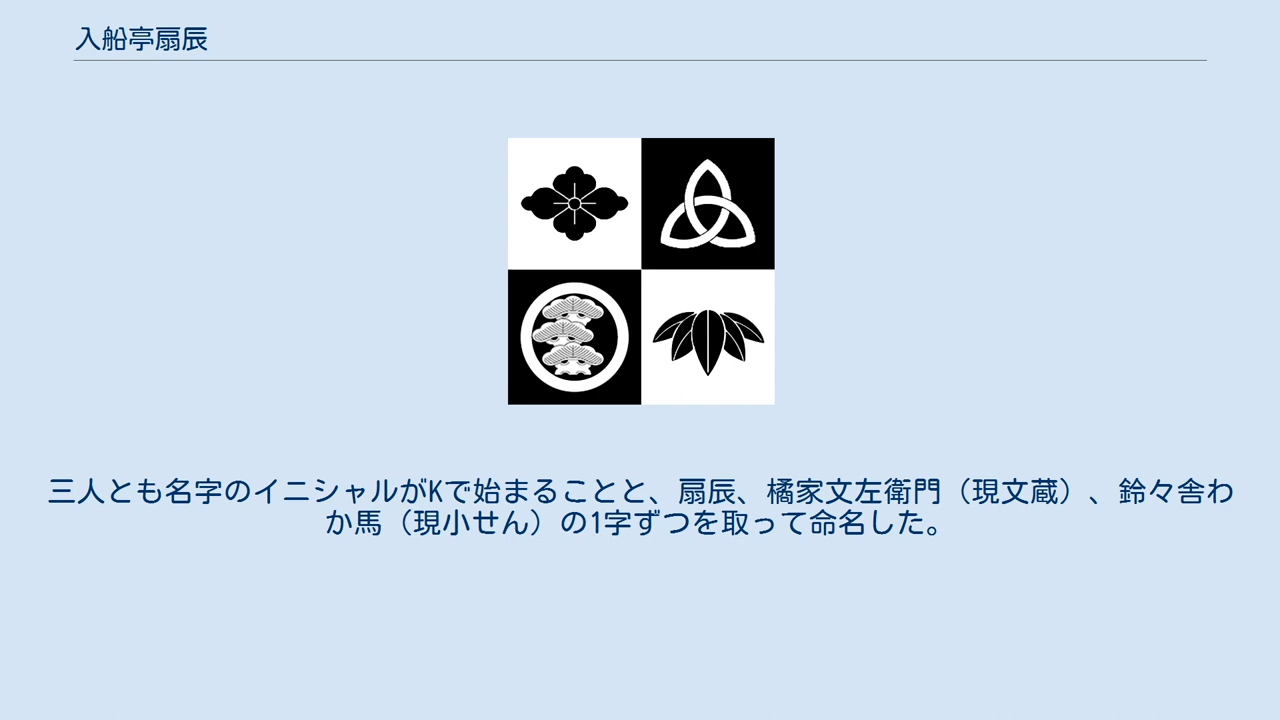 入船亭扇辰
三人とも名字のイニシャルがKで始まることと、扇辰、橘家文左衛門（現文蔵）、鈴々舎わ
か馬（現小せん）の1字ずつを取って命名した。